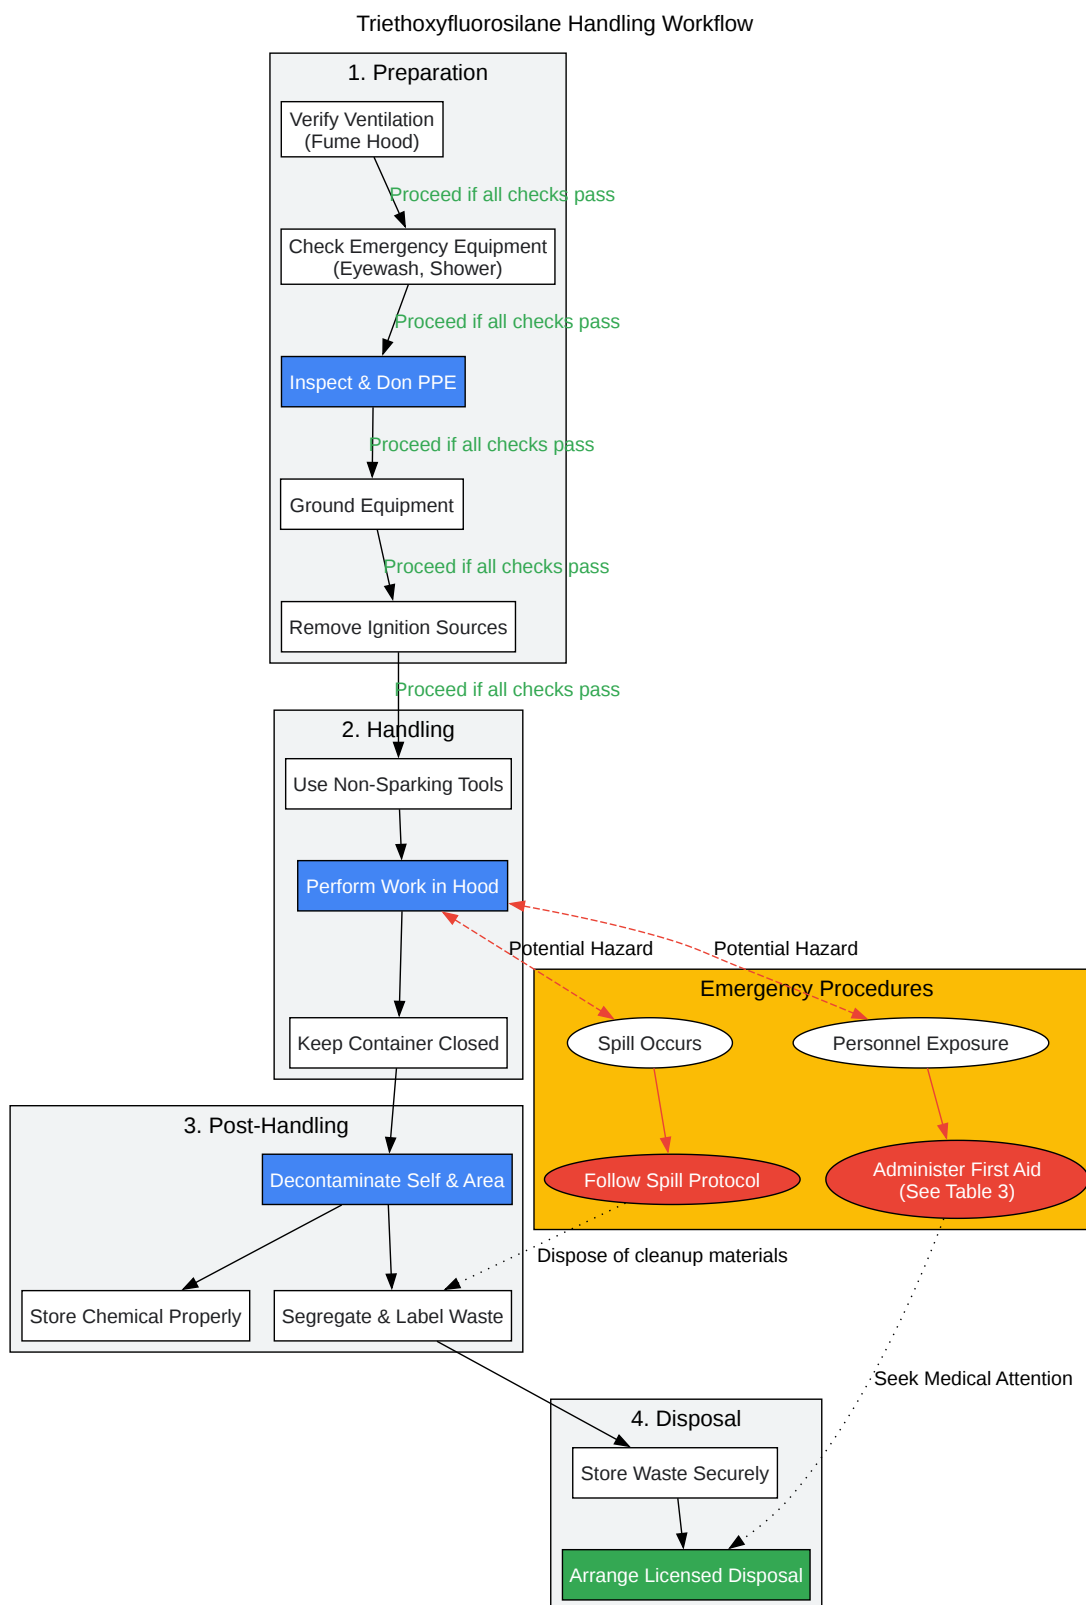 Triethoxyfluorosilane Handling Workflow
1. Preparation
Verify Ventilation
(Fume Hood)
Proceed if all checks pass
Check Emergency Equipment
(Eyewash, Shower)
Proceed if all checks pass
Inspect & Don PPE
Proceed if all checks pass
Ground Equipment
Proceed if all checks pass
Remove Ignition Sources
Proceed if all checks pass
2. Handling
Use Non-Sparking Tools
Perform Work in Hood
Potential Hazard
Potential Hazard
Keep Container Closed
Emergency Procedures
Spill Occurs
Personnel Exposure
Follow Spill Protocol
Administer First Aid
(See Table 3)
3. Post-Handling
Decontaminate Self & Area
Dispose of cleanup materials
Store Chemical Properly
Segregate & Label Waste
Seek Medical Attention
4. Disposal
Store Waste Securely
Arrange Licensed Disposal